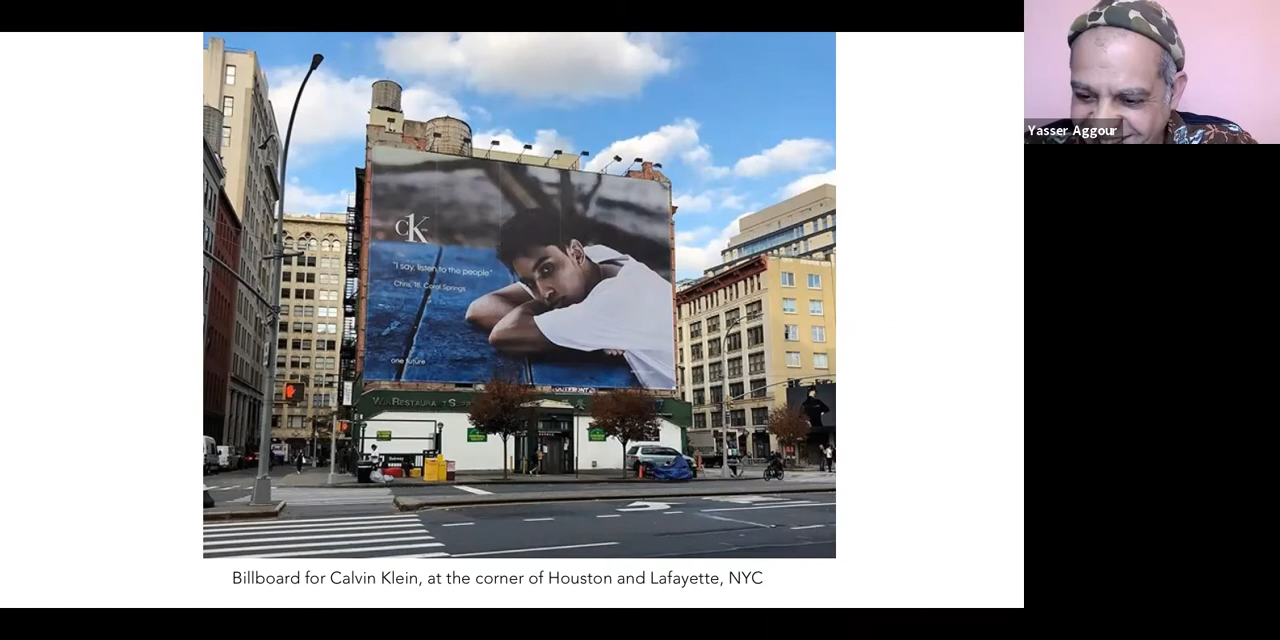 Yasser Aggour
cK
"I say, listen to the people."
Chris, 18, Coral Springs
one future
OUTFRONT
Billboard for Calvin Klein, at the corner of Houston and Lafayette, NYC